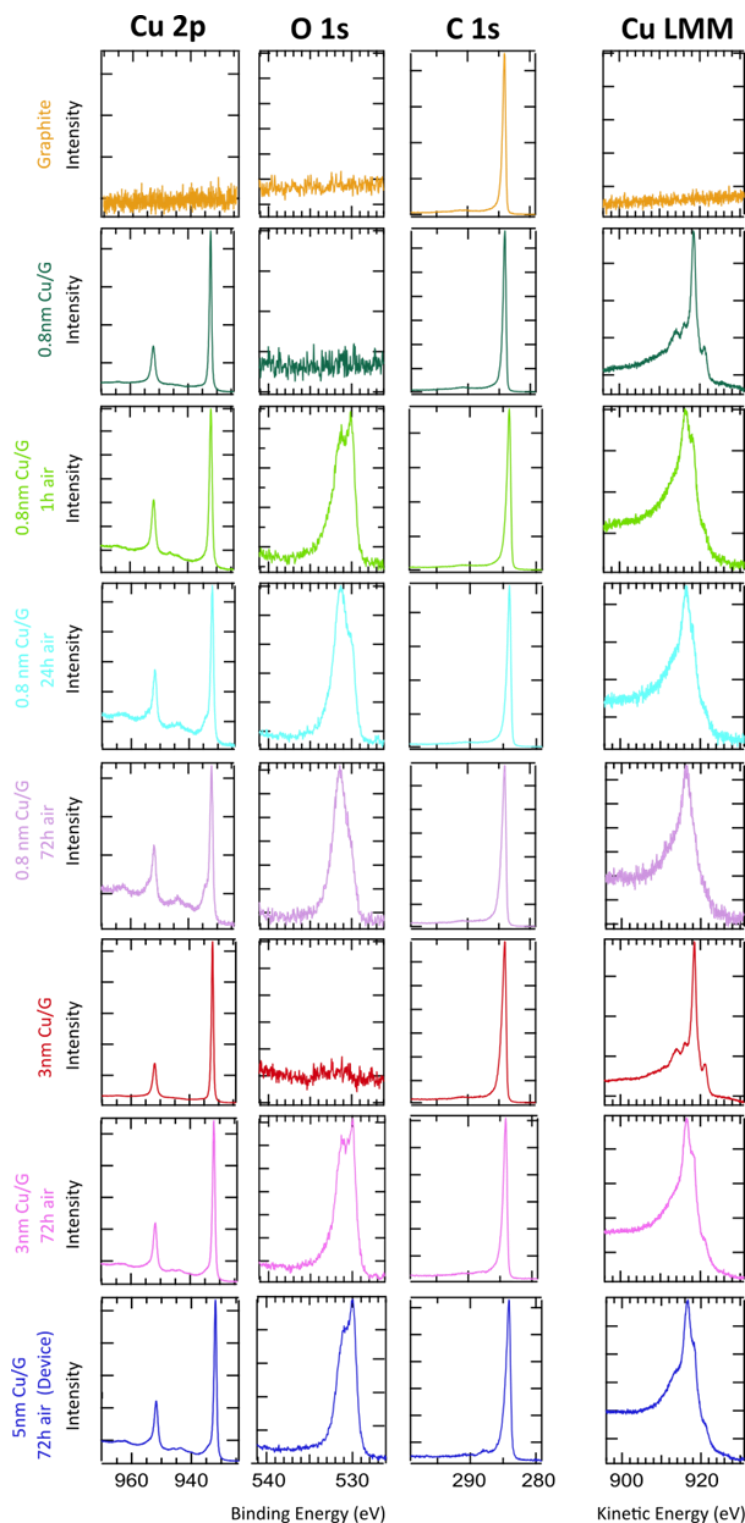 Cu 2p O 1s C 1s Cu LMM
Graphite
Intensity
0.8nm Cu/G
Intensity
0.8nm Cu/G
1h air
Intensity
0.8 nm Cu/G
24h air
Intensity
0.8 nm Cu/G
72h air
Intensity
3nm Cu/G
Intensity
3nm Cu/G
72h air
Intensity
5nm Cu/G
72h air (Device)
Intensity
960 940 540 530 290 280 900 920
Binding Energy (eV) Kinetic Energy (eV)